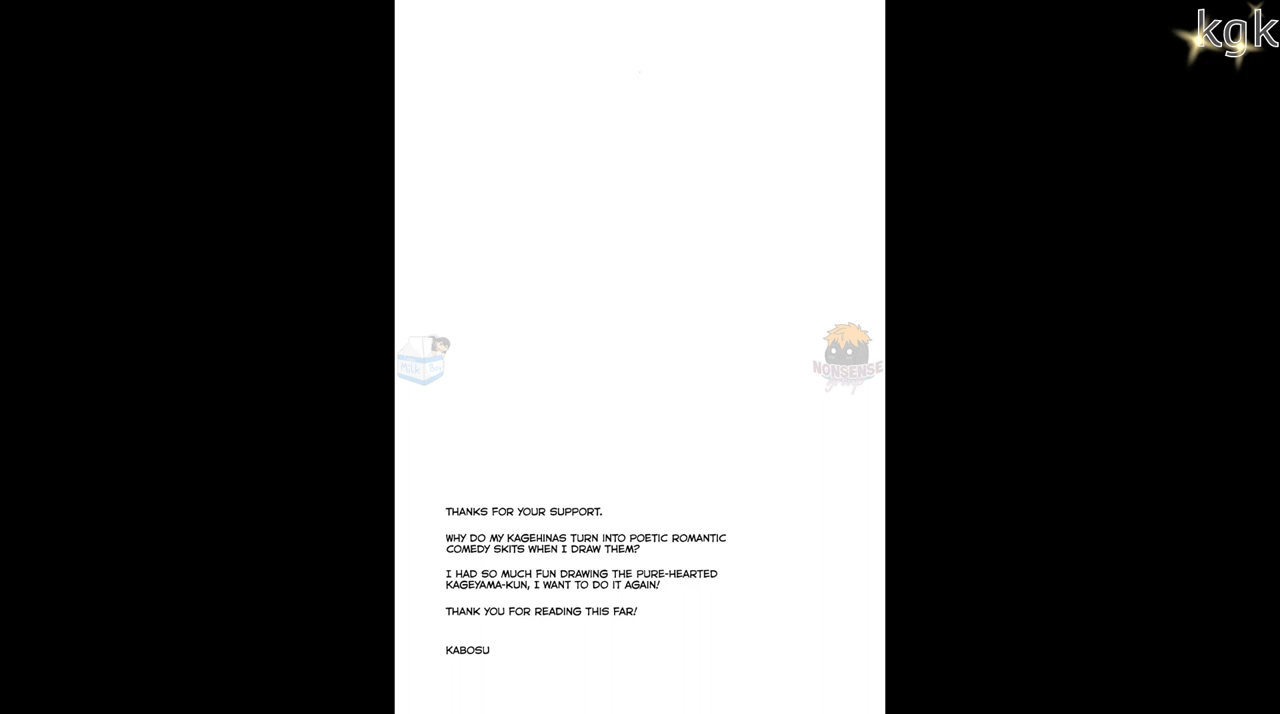 kgk
Milk Box
NONSENSE
THANKS FOR YOUR SUPPORT.
WHY DO MY KAGEHINAS TURN INTO POETIC ROMANTIC
COMEDY SKITS WHEN I DRAW THEM?
I HAD SO MUCH FUN DRAWING THE PURE-HEARTED
KAGEYAMA-KUN, I WANT TO DO IT AGAIN!
THANK YOU FOR READING THIS FAR!
KABOSU